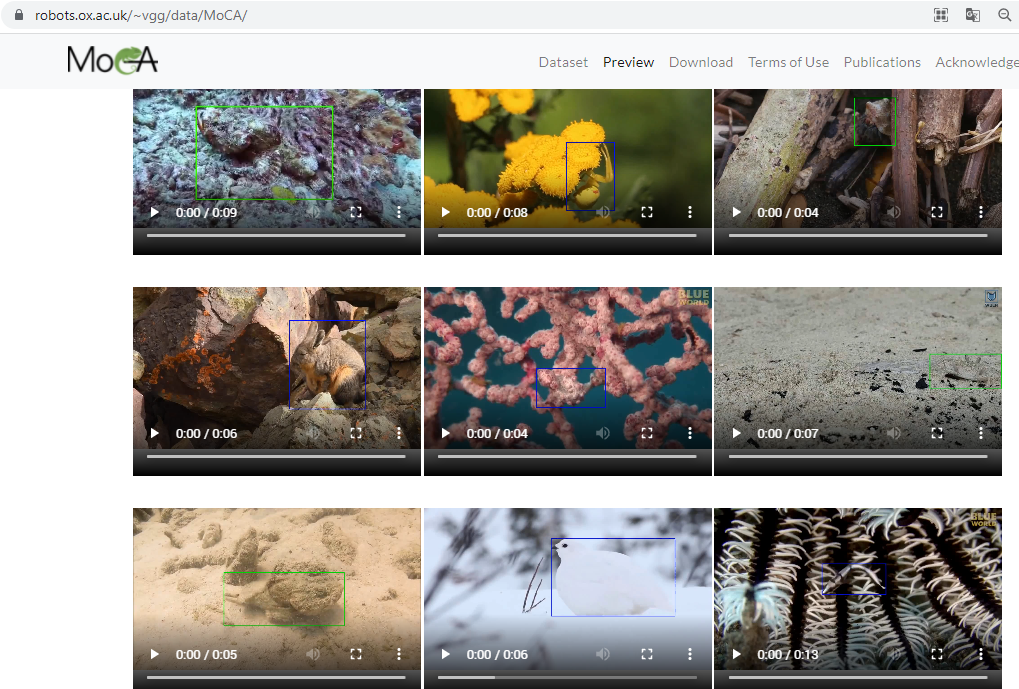 robots.ox.ac.uk/~vgg/data/MoCA/
MoCA
Dataset Preview Download Terms of Use Publications Acknowledge
0:00 / 0:09
0:00 / 0:08
0:00 / 0:04
BLUE
WORLD
0:00 / 0:06
0:00 / 0:04
0:00 / 0:07
BLUE
WORLD
0:00 / 0:05
0:00 / 0:06
0:00 / 0:13